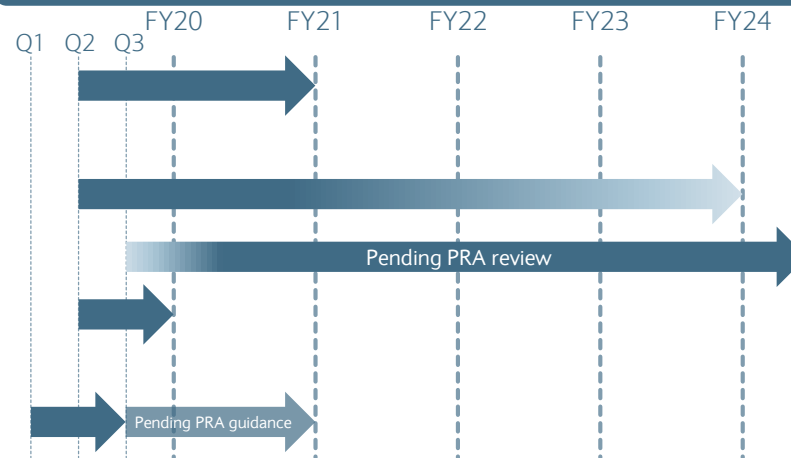 FY20 FY21 FY22 FY23 FY24
Q1 Q2 Q3
Pending PRA review
Pending PRA guidance